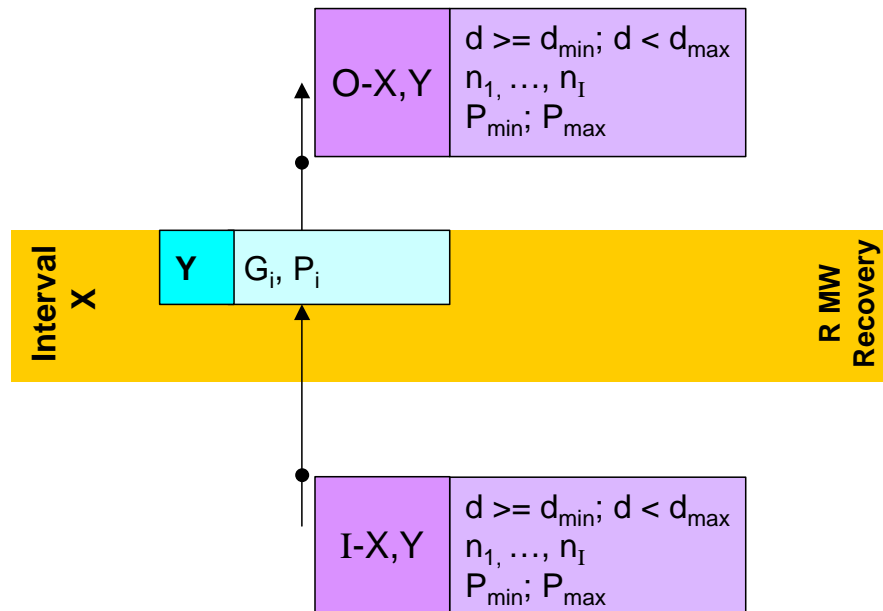 O-X,Y
d >= dmin; d < dmax
n1, …, nI
Pmin; Pmax
Interval
X
Y
Gi, Pi
R MW
Recovery
I-X,Y
d >= dmin; d < dmax
n1, …, nI
Pmin; Pmax